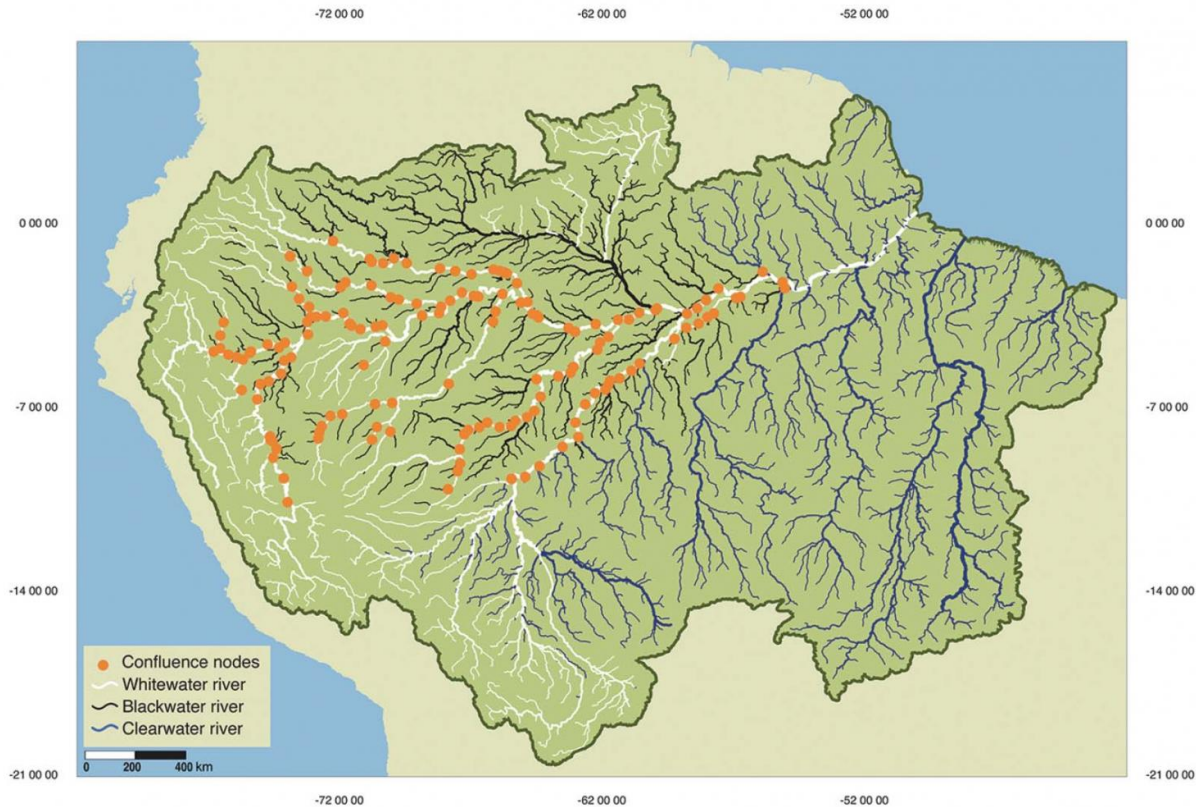 -72 00 00 -62 00 00 -52 00 00
0 00 00 0 00 00
-7 00 00 -7 00 00
-14 00 00 -14 00 00
Confluence nodes
Whitewater river
Blackwater river
Clearwater river
0 200 400 km
-21 00 00 -21 00 00
-72 00 00 -62 00 00 -52 00 00